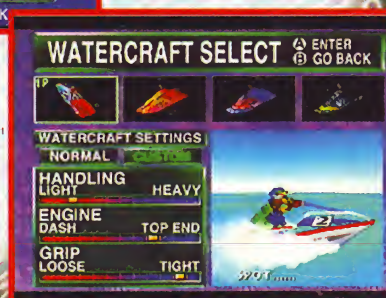 K
WATERCRAFT SELECT Ⓐ ENTER
Ⓑ GO BACK
1P
WATERCRAFT SETTINGS
NORMAL CUSTOM
HANDLING
LIGHT HEAVY
ENGINE
DASH TOP END
GRIP
LOOSE TIGHT
2